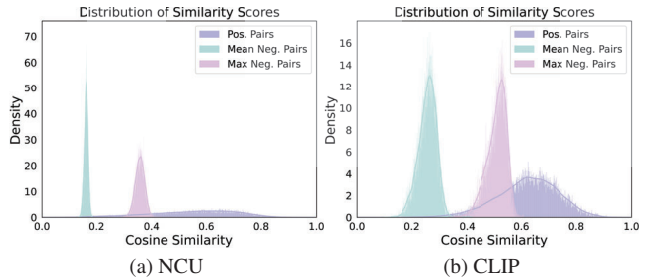 Distribution of Similarity Scores
70
60
50
40
30
20
10
0
Density
Pos. Pairs
Mean Neg. Pairs
Max Neg. Pairs
0.0 0.2 0.4 0.6 0.8 1.0
Cosine Similarity
(a) NCU
Distribution of Similarity Scores
16
14
12
10
8
6
4
2
0
Density
Pos. Pairs
Mean Neg. Pairs
Max Neg. Pairs
0.0 0.2 0.4 0.6 0.8 1.0
Cosine Similarity
(b) CLIP